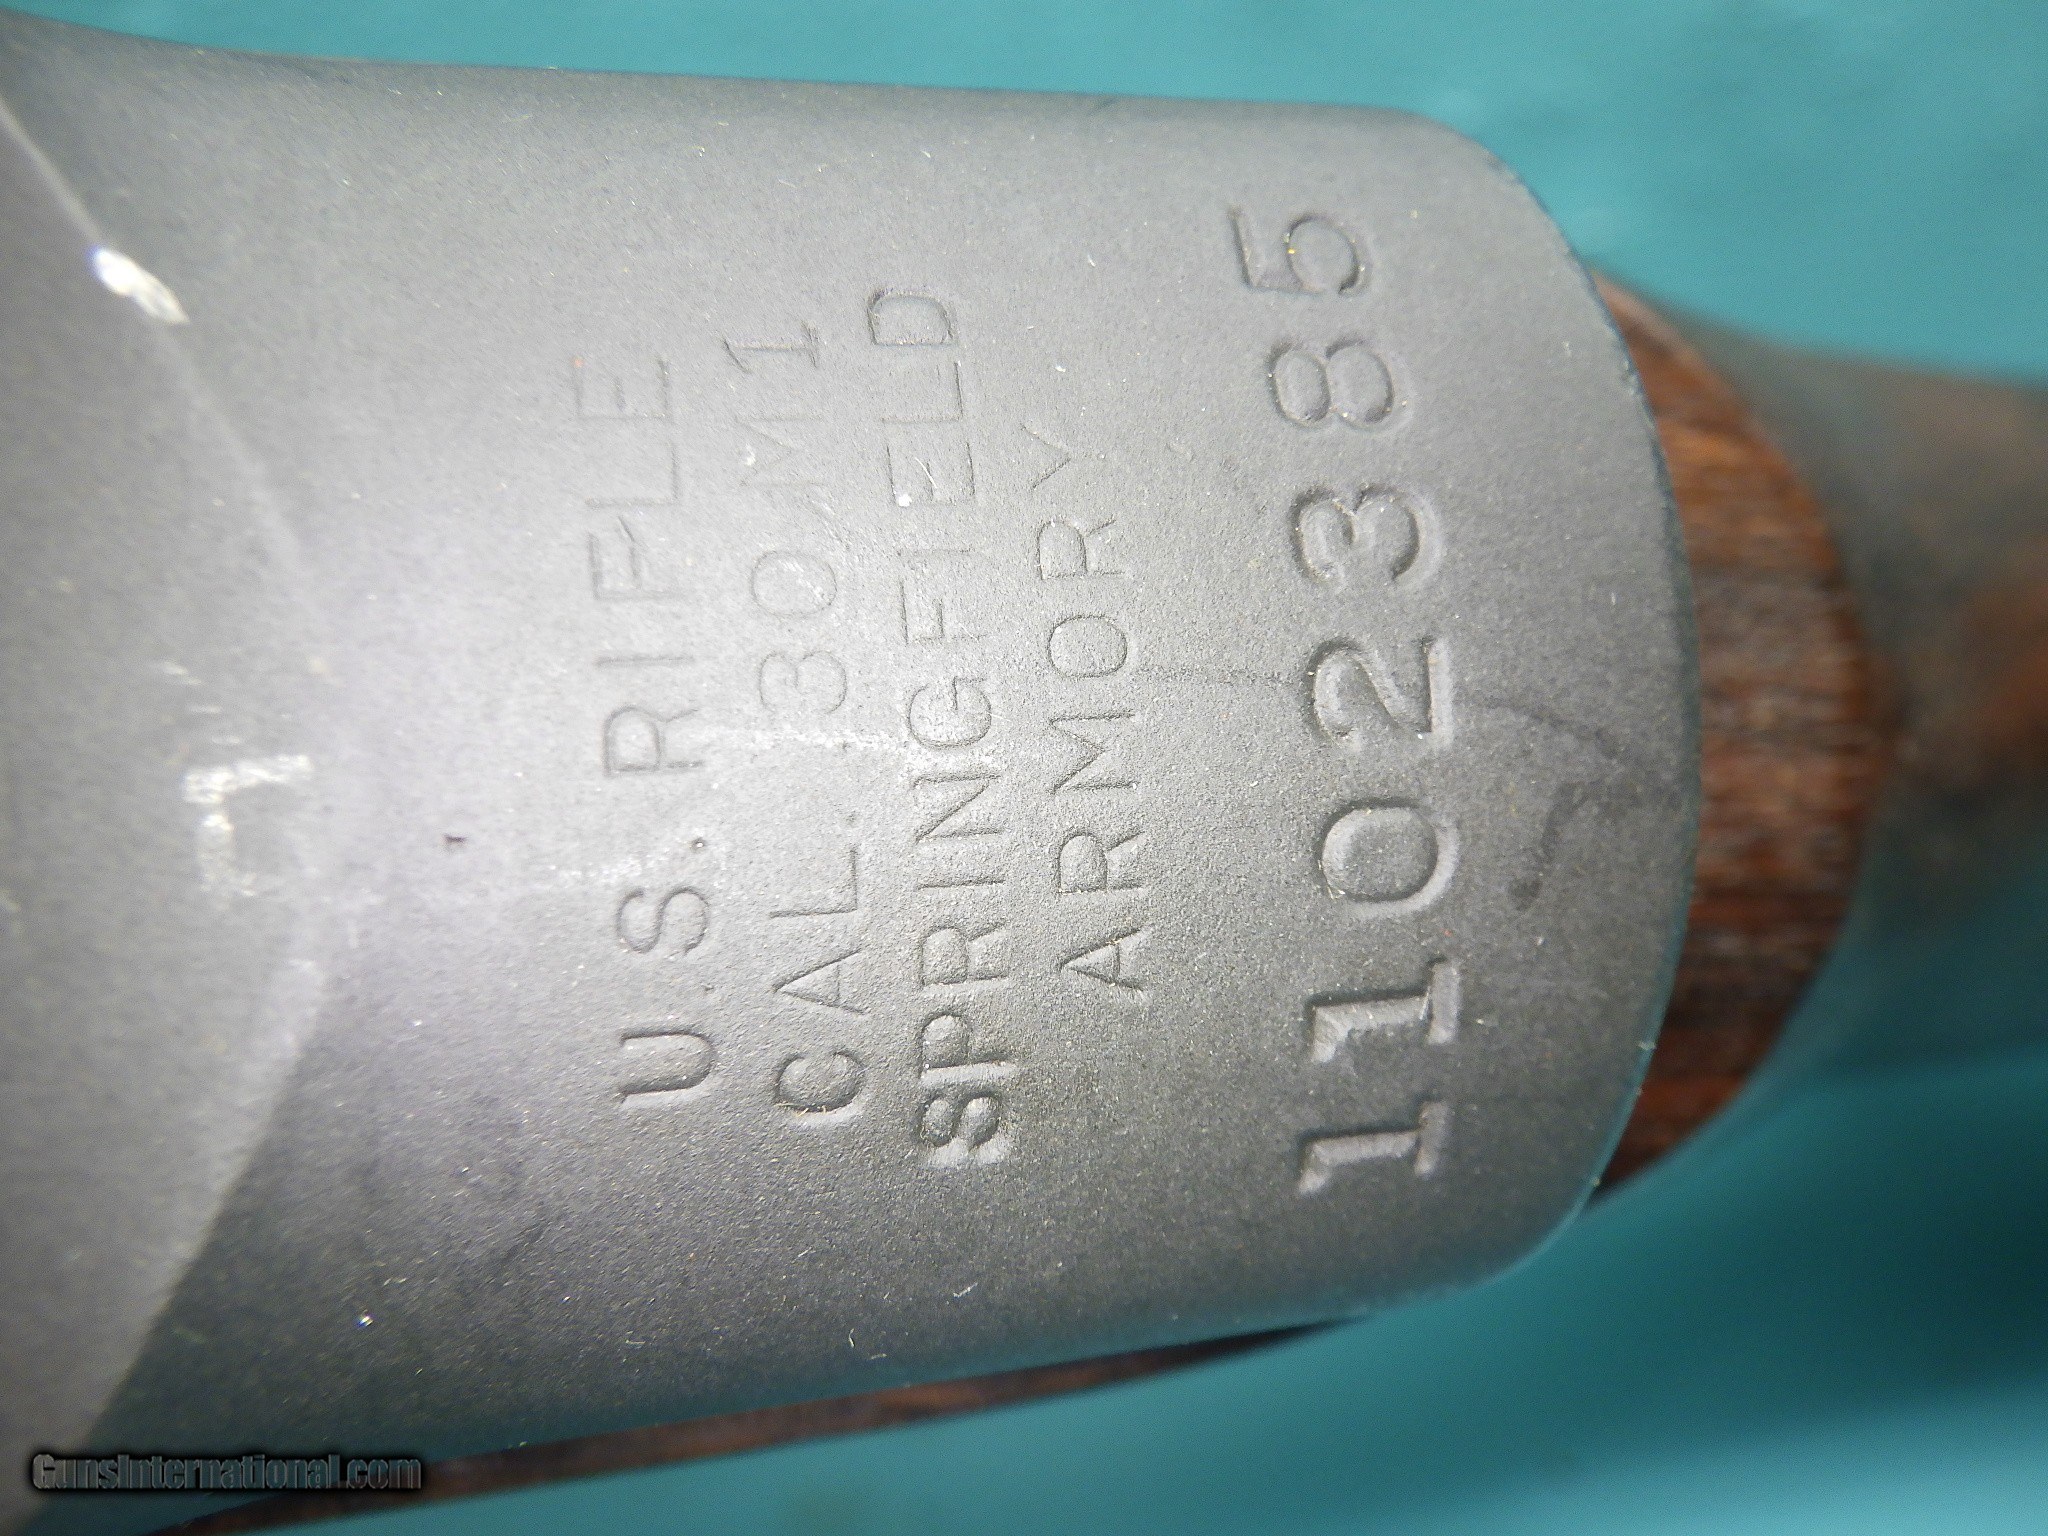 U.S. RIFLE
CAL. 30 M1
SPRINGFIELD
ARMORY
1102385
GunsInternational.com